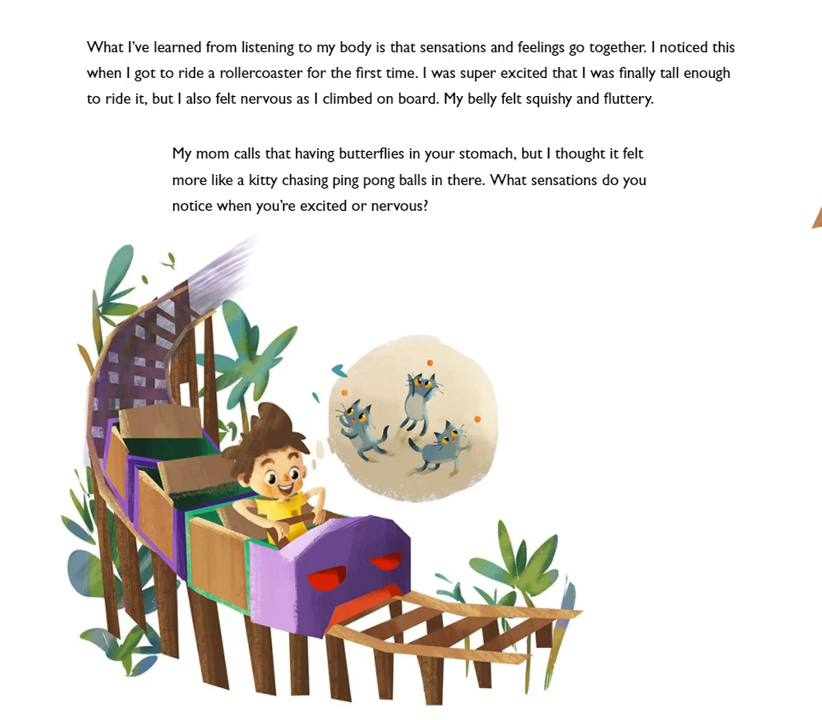 What I’ve learned from listening to my body is that sensations and feelings go together. I noticed this
when I got to ride a rollercoaster for the first time. I was super excited that I was finally tall enough
to ride it, but I also felt nervous as I climbed on board. My belly felt squishy and fluttery.
My mom calls that having butterflies in your stomach, but I thought it felt
more like a kitty chasing ping pong balls in there. What sensations do you
notice when you’re excited or nervous?